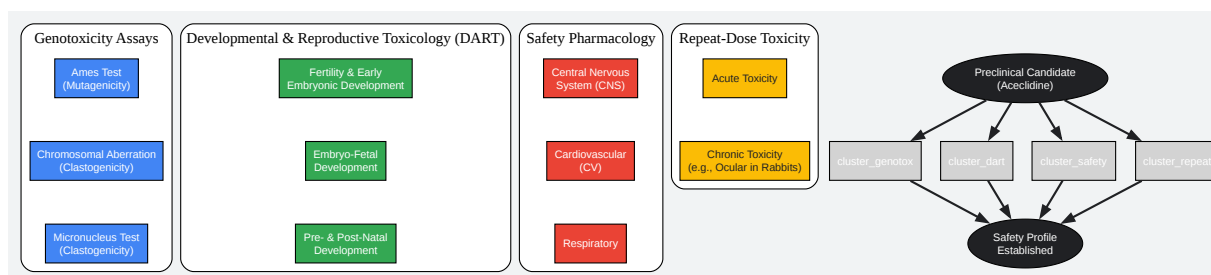 Genotoxicity Assays
Ames Test
(Mutagenicity)
Chromosomal Aberration
(Clastogenicity)
Micronucleus Test
(Clastogenicity)
Developmental & Reproductive Toxicology (DART)
Fertility & Early
Embryonic Development
Embryo-Fetal
Development
Pre- & Post-Natal
Development
Safety Pharmacology
Central Nervous
System (CNS)
Cardiovascular
(CV)
Respiratory
Repeat-Dose Toxicity
Acute Toxicity
Chronic Toxicity
(e.g., Ocular in Rabbits)
Preclinical Candidate
(Aceclidine)
cluster_genotox
cluster_dart
cluster_safety
cluster_repeat
Safety Profile
Established